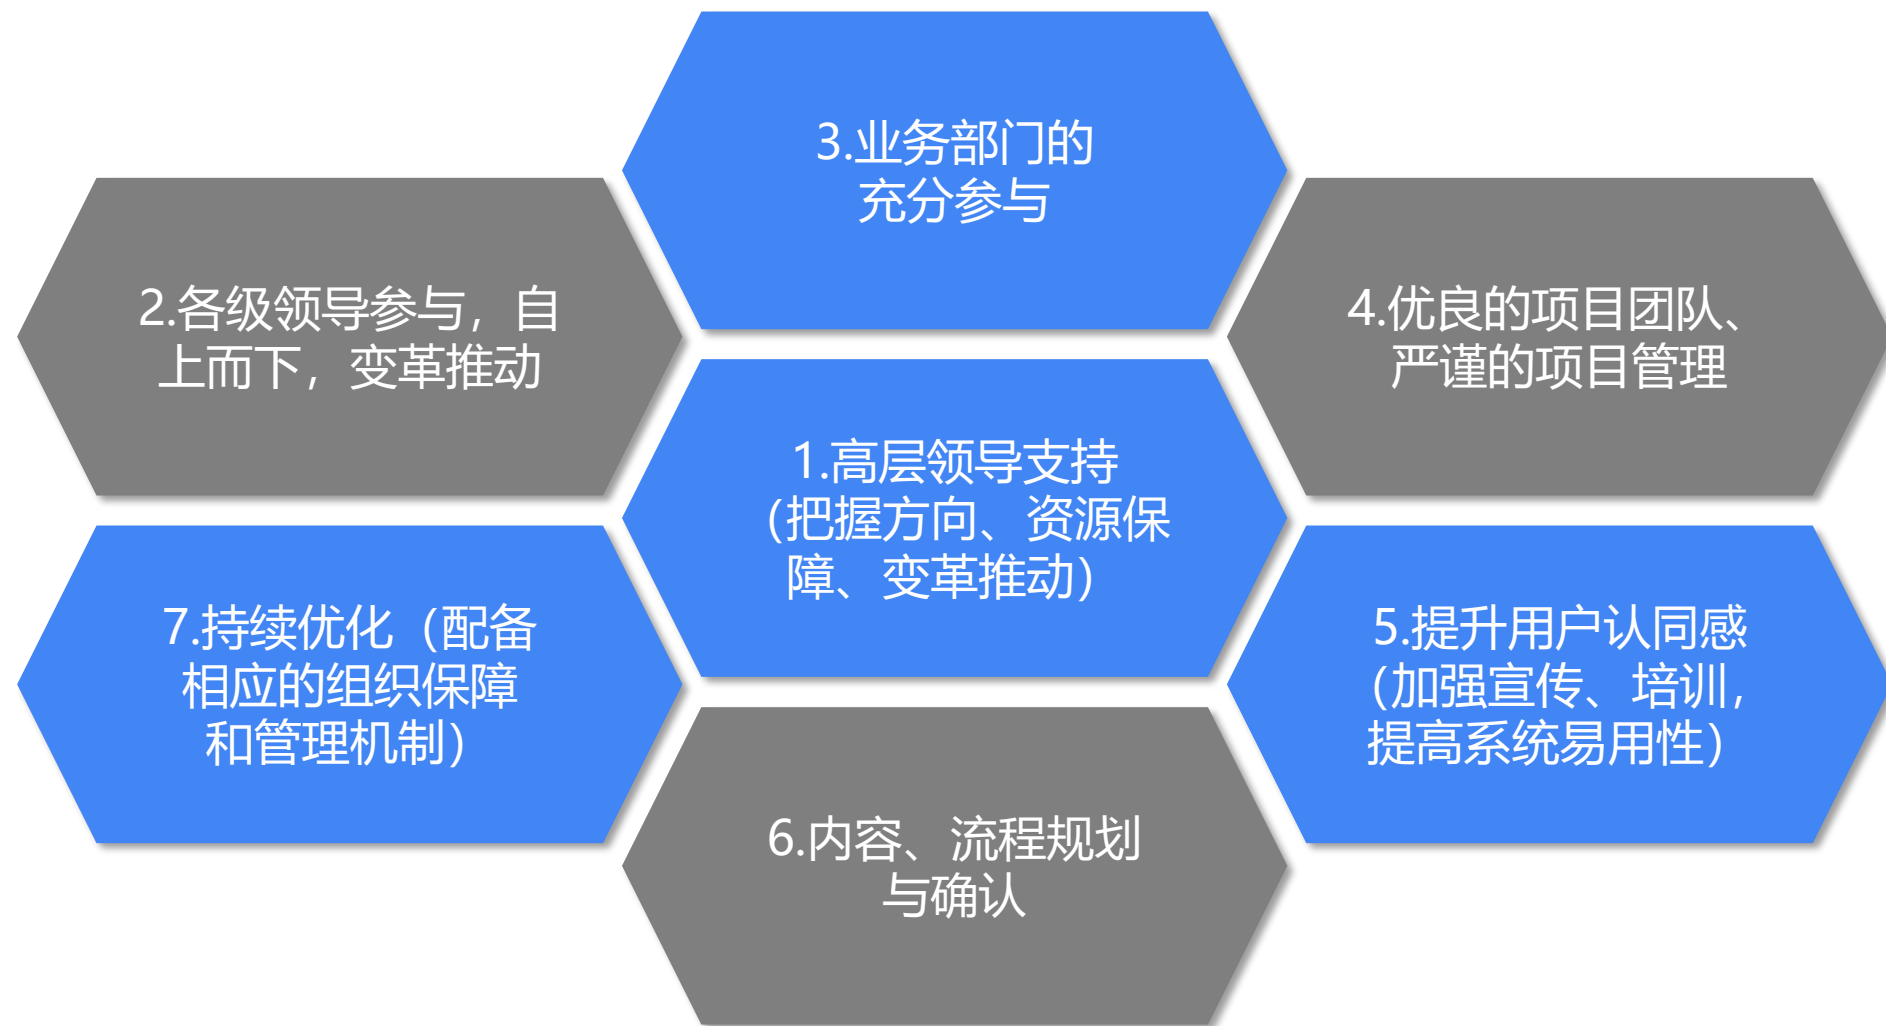 3.业务部门的
充分参与
2.各级领导参与，自
上而下，变革推动
4.优良的项目团队、
严谨的项目管理
1.高层领导支持
（把握方向、资源保
障、变革推动）
7.持续优化（配备
相应的组织保障
和管理机制）
5.提升用户认同感
（加强宣传、培训，
提高系统易用性）
6.内容、流程规划
与确认